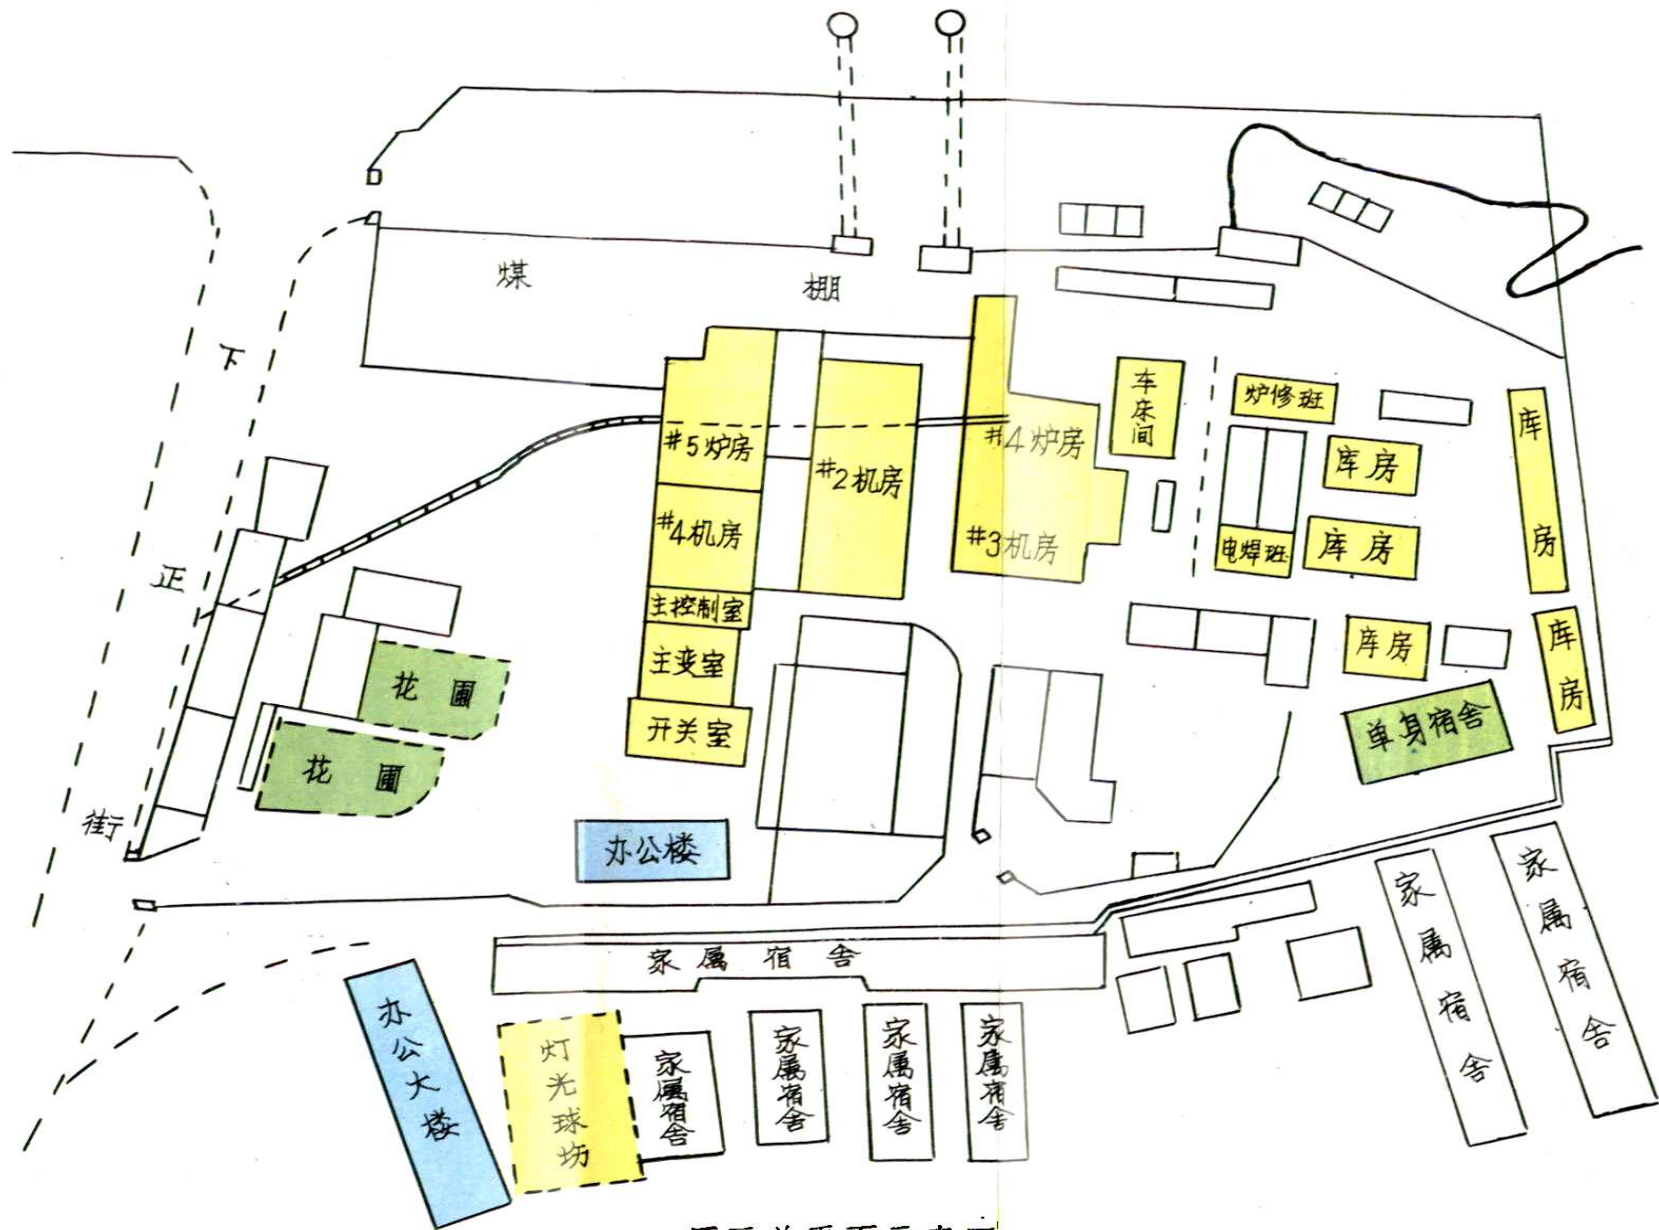 煤棚
下正街
车床间
炉修班
库房
#5炉房
#2机房
#4炉房
库房
#4机房
#3机房
电焊班
库房
主控制室
主变室
库房
库房
花圃
开关室
单身宿舍
花圃
办公楼
家属宿舍
家属宿舍
家属宿舍
办公大楼
灯光球场
家属宿舍
家属宿舍
家属宿舍
家属宿舍